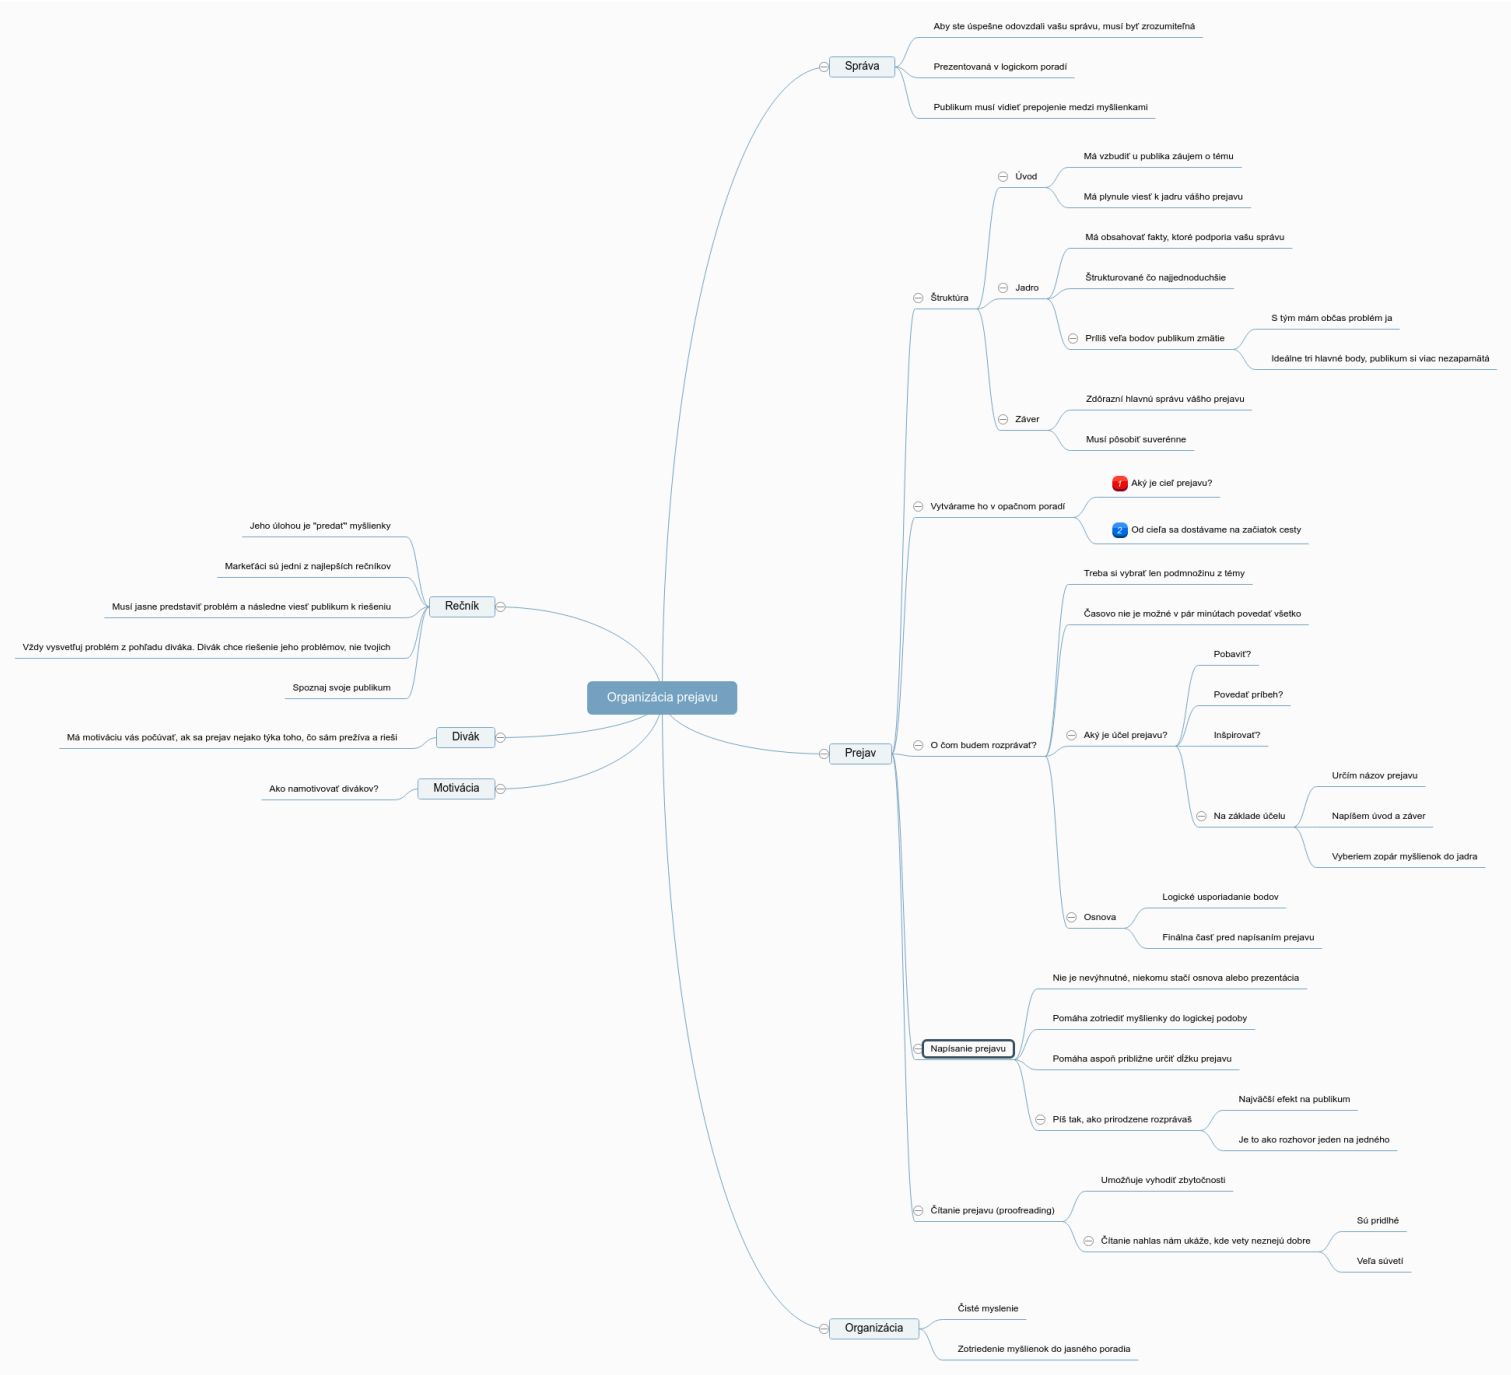 Organizácia prejavu
Správa
Aby ste úspešne odovzdali vašu správu, musí byť zrozumiteľná
Prezentovaná v logickom poradí
Publikum musí vidieť prepojenie medzi myšlienkami
Prejav
Štruktúra
Úvod
Má vzbudiť u publika záujem o tému
Má plynule viesť k jadru vášho prejavu
Jadro
Má obsahovať fakty, ktoré podporia vašu správu
Štrukturované čo najjednoduchšie
Príliš veľa bodov publikum zmätie
S tým mám občas problém ja
Ideálne tri hlavné body, publikum si viac nezapamätá
Záver
Zdôrazní hlavnú správu vášho prejavu
Musí pôsobiť suverénne
Vytvárame ho v opačnom poradí
1 Aký je cieľ prejavu?
2 Od cieľa sa dostávame na začiatok cesty
O čom budem rozprávať?
Treba si vybrať len podmnožinu z témy
Časovo nie je možné v pár minútach povedať všetko
Aký je účel prejavu?
Pobaviť?
Povedať príbeh?
Inšpirovať?
Na základe účelu
Určím názov prejavu
Napíšem úvod a záver
Vyberiem zopár myšlienok do jadra
Osnova
Logické usporiadanie bodov
Finálna časť pred napísaním prejavu
Napísanie prejavu
Nie je nevýhnutné, niekomu stačí osnova alebo prezentácia
Pomáha zotriediť myšlienky do logickej podoby
Pomáha aspoň približne určiť dĺžku prejavu
Píš tak, ako prirodzene rozprávaš
Najväčší efekt na publikum
Je to ako rozhovor jeden na jedného
Čítanie prejavu (proofreading)
Umožňuje vyhodiť zbytočnosti
Čítanie nahlas nám ukáže, kde vety neznejú dobre
Sú pridlhé
Veľa súvetí
Organizácia
Čisté myslenie
Zotriedenie myšlienok do jasného poradia
Rečník
Jeho úlohou je "predať" myšlienky
Markeťáci sú jedni z najlepších rečníkov
Musí jasne predstaviť problém a následne viesť publikum k riešeniu
Vždy vysvetľuj problém z pohľadu diváka. Divák chce riešenie jeho problémov, nie tvojich
Spoznaj svoje publikum
Divák
Má motiváciu vás počúvať, ak sa prejav nejako týka toho, čo sám prežíva a rieši
Motivácia
Ako namotivovať divákov?